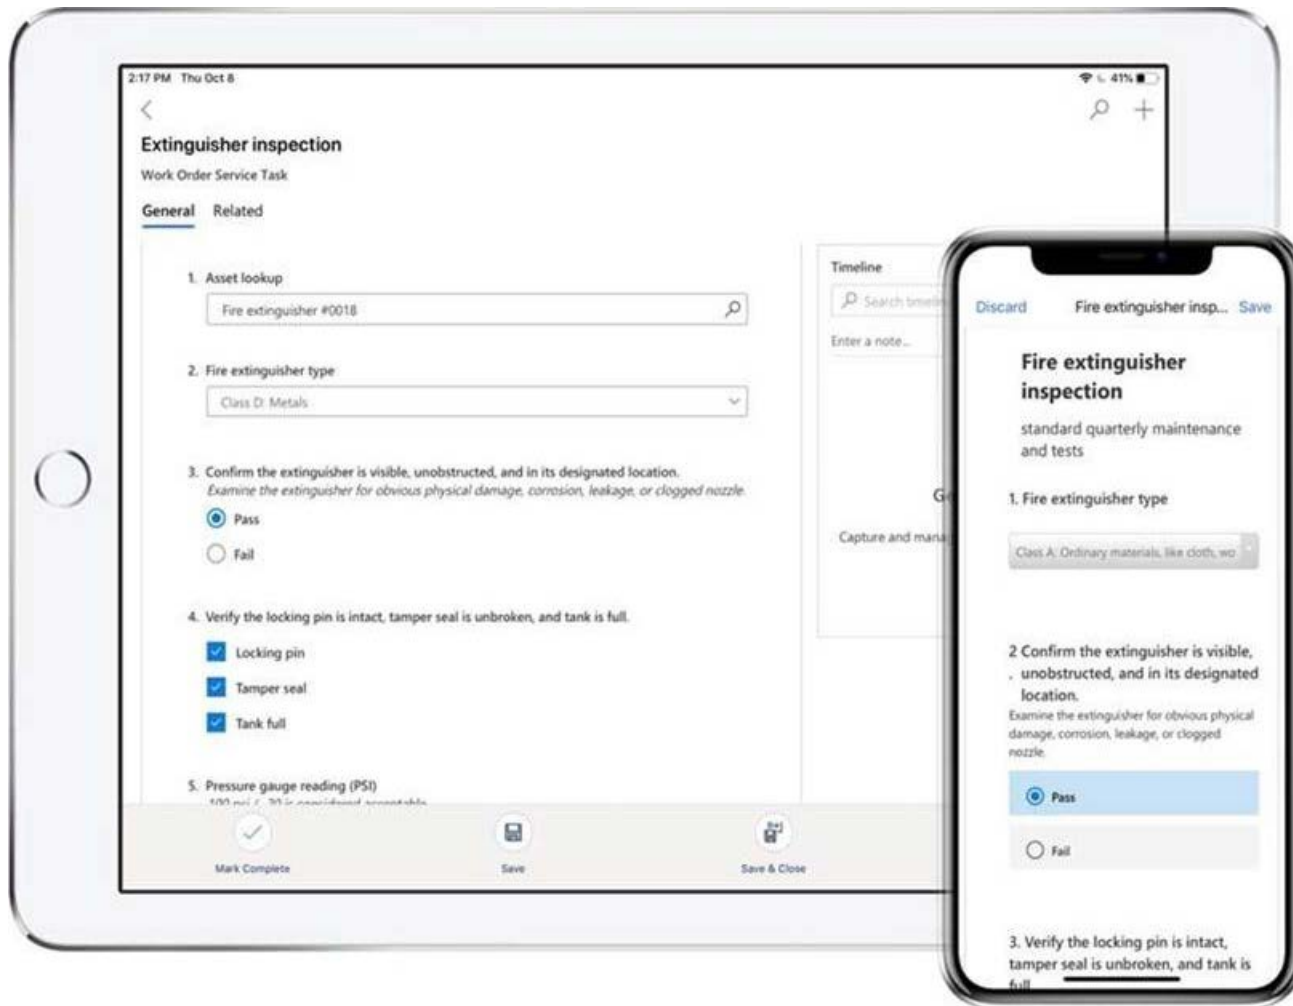 2:17 PM Thu Oct 8
41%
Extinguisher inspection
Work Order Service Task
General Related
1. Asset lookup
Fire extinguisher #0018
2. Fire extinguisher type
Class D: Metals
3. Confirm the extinguisher is visible, unobstructed, and in its designated location.
Examine the extinguisher for obvious physical damage, corrosion, leakage, or clogged nozzle.
Pass
Fail
4. Verify the locking pin is intact, tamper seal is unbroken, and tank is full.
Locking pin
Tamper seal
Tank full
5. Pressure gauge reading (PSI)
Mark Complete
Save
Save & Close
Timeline
Search timeline
Enter a note...
Capture and mana
Discard Fire extinguisher insp... Save
Fire extinguisher
inspection
standard quarterly maintenance
and tests
1. Fire extinguisher type
Class A: Ordinary materials, like cloth, wo
2 Confirm the extinguisher is visible,
. unobstructed, and in its designated
location.
Examine the extinguisher for obvious physical
damage, corrosion, leakage, or clogged
nozzle.
Pass
Fail
3. Verify the locking pin is intact,
tamper seal is unbroken, and tank is
full